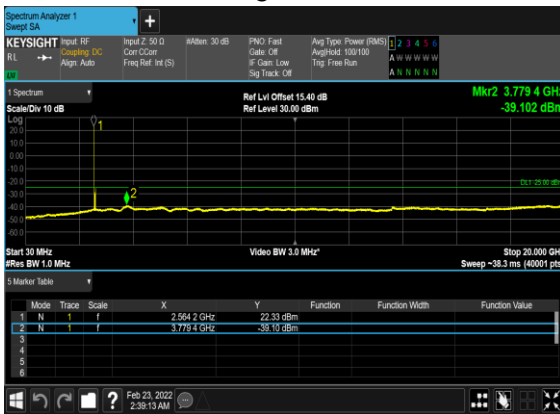 Spectrum Analyzer 1
Swept SA
+
KEYSIGHT Input: RF Input Z: 50 Ω #Atten: 30 dB PNO: Fast Avg Type: Power (RMS) 1 2 3 4 5 6
RL Coupling: DC Corr CCorr Gate: Off Avg|Hold: 100/100 A W W W W W
Align: Auto Freq Ref: Int (S) IF Gain: Low Trig: Free Run
Sig Track: Off A N N N N N
LV
1 Spectrum Ref Lvl Offset 15.40 dB Mkr2 3.779 4 GHz
Scale/Div 10 dB Ref Level 30.00 dBm -39.102 dBm
Log
20.0
10.0
0.00
-10.0
-20.0
-30.0
-40.0
-50.0
-60.0
1
2
DL1 -25.00 dBm
Start 30 MHz Video BW 3.0 MHz* Stop 20.000 GHz
#Res BW 1.0 MHz Sweep ~38.3 ms (40001 pts)
5 Marker Table
Mode Trace Scale X Y Function Function Width Function Value
1 N 1 f 2.564 2 GHz 22.33 dBm
2 N 1 f 3.779 4 GHz -39.10 dBm
3
4
5
6
? Feb 23, 2022
2:39:13 AM